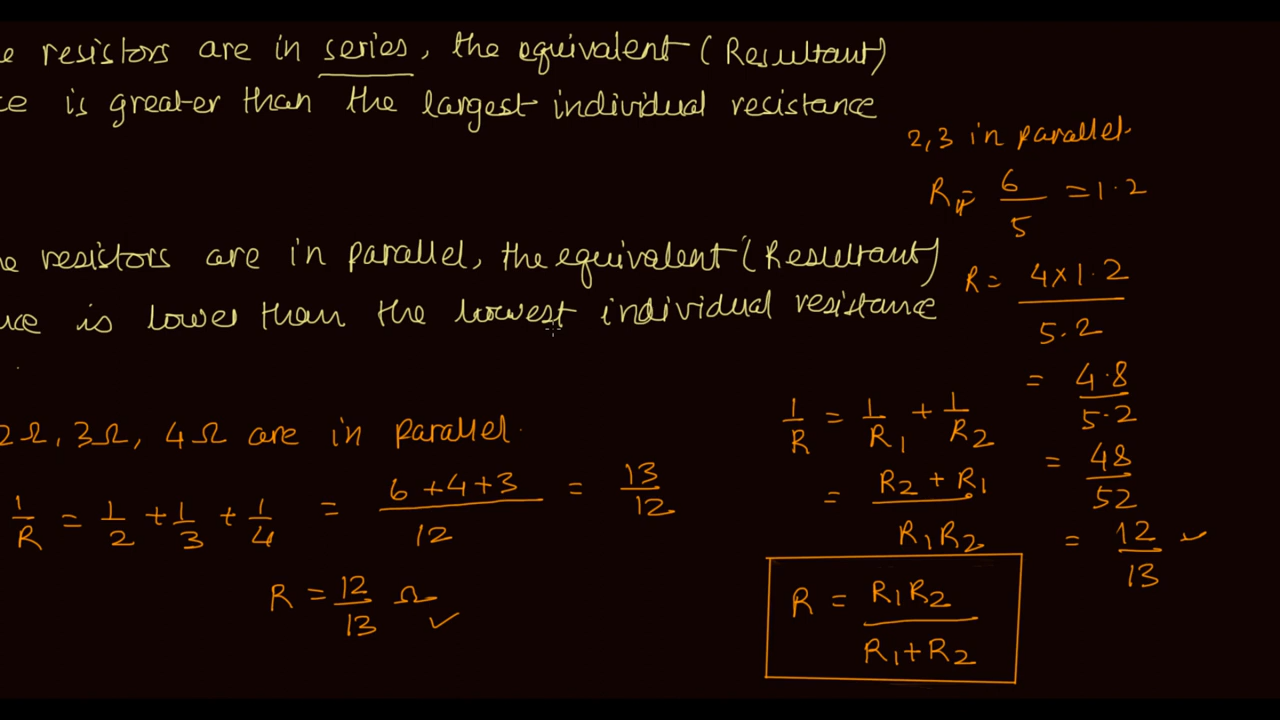 e resistors are in series, the equivalent (Resultant)
ce is greater than the largest individual resistance
e resistors are in parallel, the equivalent (Resultant)
nce is lower than the lowest individual resistance
2Ω, 3Ω, 4Ω are in parallel.
1/R = 1/2 + 1/3 + 1/4 = (6+4+3)/12 = 13/12
R = 12/13 Ω ✓
2,3 in parallel.
R = 6/5 = 1.2
R = (4×1.2)/5.2
= 4.8/5.2
= 48/52
= 12/13 ✓
1/R = 1/R₁ + 1/R₂
= (R₂ + R₁)/(R₁R₂)
R = R₁R₂/(R₁+R₂)